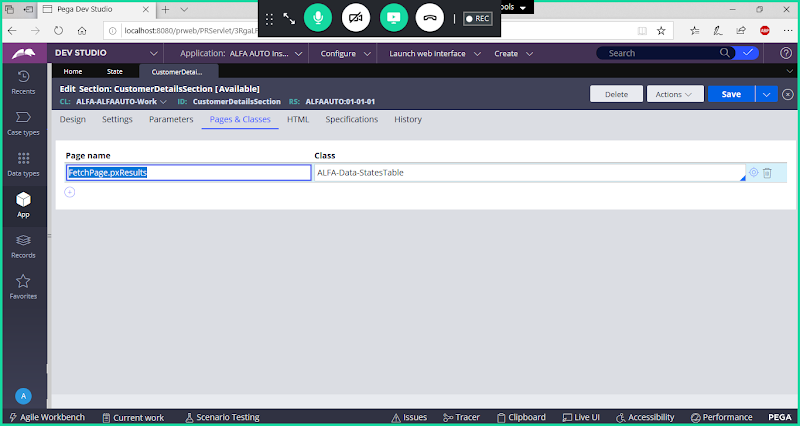 Pega Dev Studio
ools
REC
localhost:8080/prweb/PRServlet/3RgaLF
DEV STUDIO
Application: ALFA AUTO Ins...
Configure
Launch web Interface
Create
Search
Home
State
CustomerDetai...
Recents
Case types
Data types
App
Records
Favorites
A
Edit Section: CustomerDetailsSection [Available]
CL: ALFA-ALFAAUTO-Work
ID: CustomerDetailsSection
RS: ALFAAUTO:01-01-01
Delete
Actions
Save
Design
Settings
Parameters
Pages & Classes
HTML
Specifications
History
Page name
Class
FetchPage.pxResults
ALFA-Data-StatesTable
Agile Workbench
Current work
Scenario Testing
Issues
Tracer
Clipboard
Live UI
Accessibility
Performance
PEGA